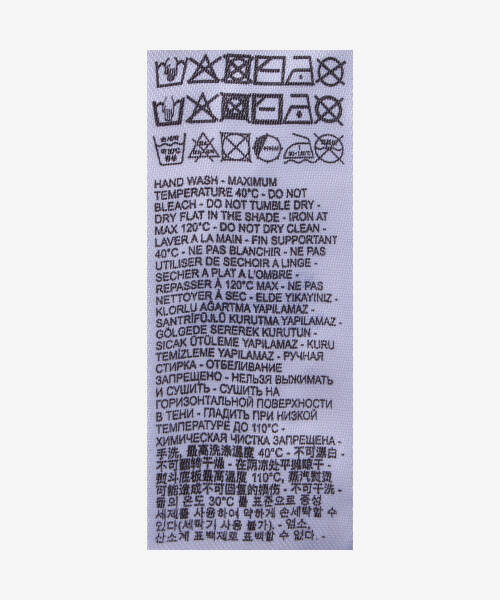 HAND WASH - MAXIMUM
TEMPERATURE 40°C - DO NOT
BLEACH - DO NOT TUMBLE DRY -
DRY FLAT IN THE SHADE - IRON AT
MAX 120°C - DO NOT DRY CLEAN -
LAVER A LA MAIN - FIN SUPPORTANT
40°C - NE PAS BLANCHIR - NE PAS
UTILISER DE SECHOIR A LINGE -
SECHER A PLAT A L'OMBRE -
REPASSER À 120°C MAX - NE PAS
NETTOYER Á SEC - ELDE YIKAYINIZ -
KLORLU AĞARTMA YAPILAMAZ -
SANTRİFÜJLÜ KURUTMA YAPILAMAZ -
GÖLGEDE SEREREK KURUTUN -
SICAK ÜTÜLEME YAPILAMAZ - KURU
TEMİZLEME YAPILAMAZ - РУЧНАЯ
СТИРКА - ОТБЕЛИВАНИЕ
ЗАПРЕЩЕНО - НЕЛЬЗЯ ВЫЖИМАТЬ
И СУШИТЬ - СУШИТЬ НА
ГОРИЗОНТАЛЬНОЙ ПОВЕРХНОСТИ
В ТЕНИ - ГЛАДИТЬ ПРИ НИЗКОЙ
ТЕМПЕРАТУРЕ ДО 110°C -
ХИМИЧЕСКАЯ ЧИСТКА ЗАПРЕЩЕНА -
手洗, 最高洗涤温度 40°C - 不可漂白 -
不可翻转干燥 - 在阴凉处平摊晾干 -
熨斗底板最高温度 110°C, 蒸汽熨烫
可能造成不可回复的损伤 - 不可干洗 -
물의 온도 30°C 를 표준으로 중성
세제를 사용하여 약하게 손세탁할 수
있다(세탁기 사용 불가). - 염소,
산소계 표백제로 표백할 수 없다. -